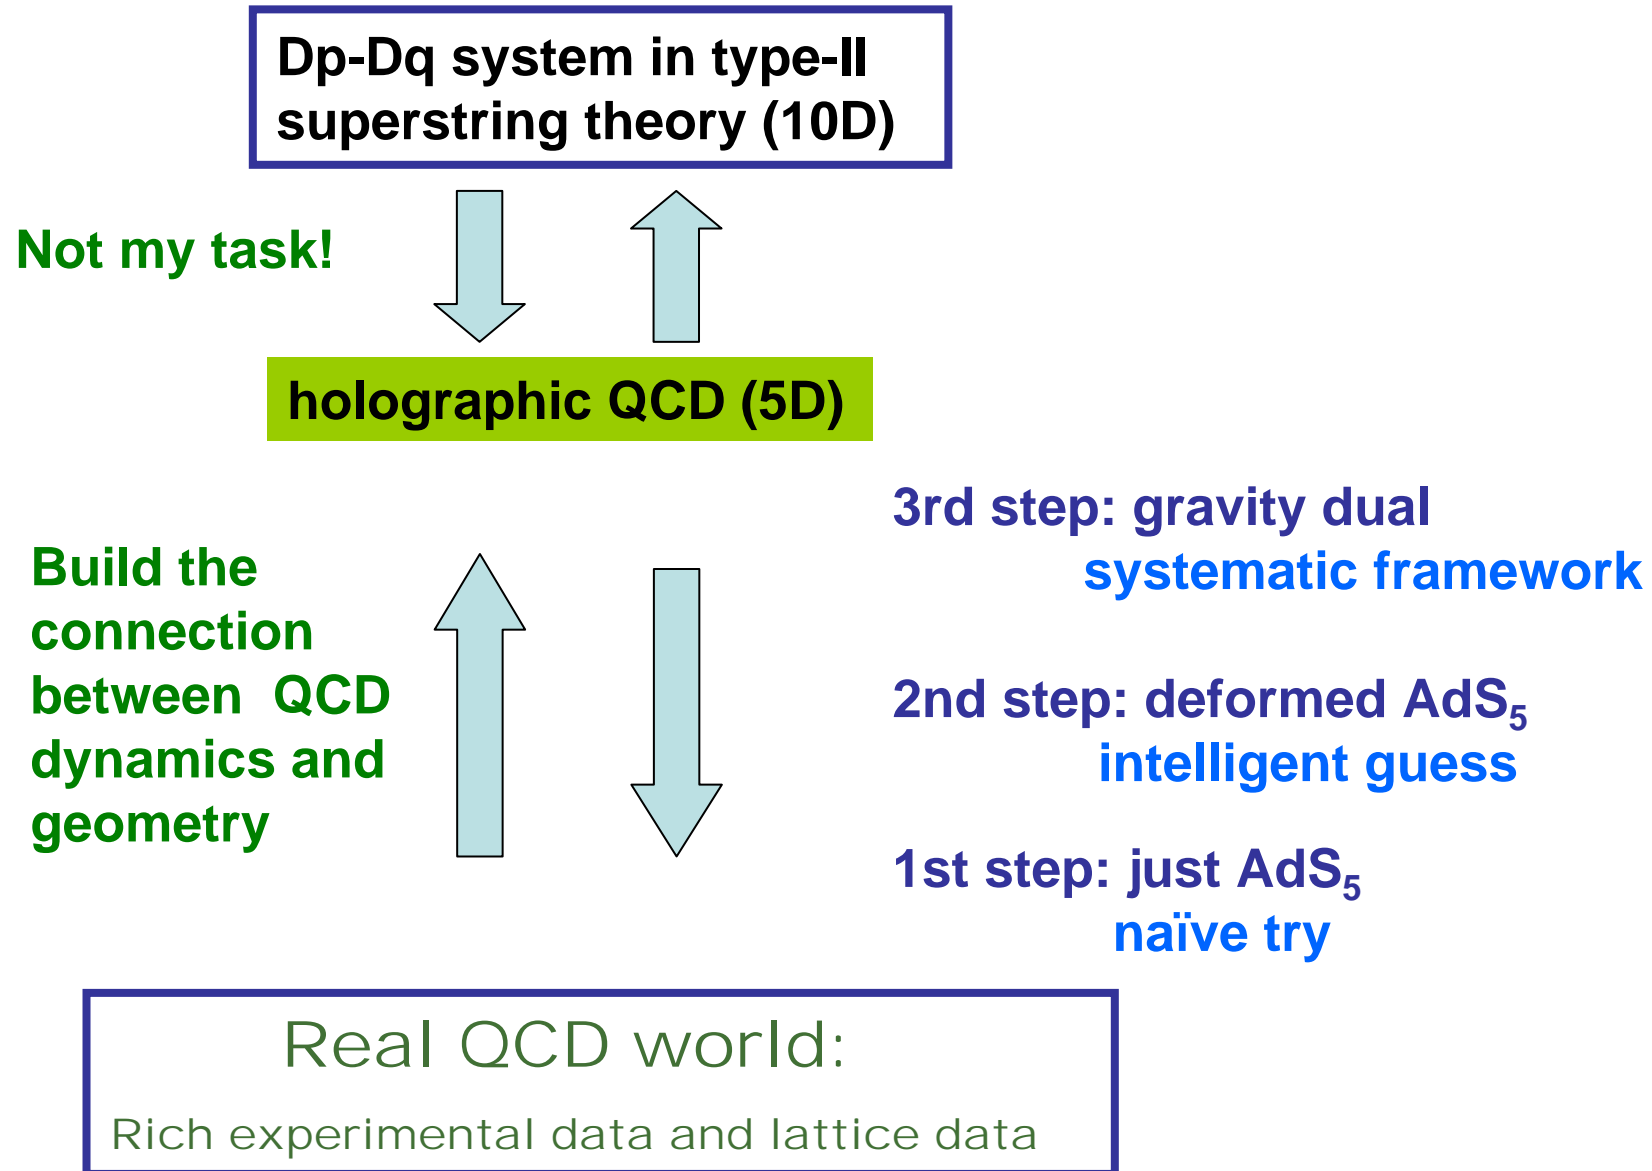 Dp-Dq system in type-II
superstring theory (10D)
Not my task!
holographic QCD (5D)
Build the
connection
between QCD
dynamics and
geometry
3rd step: gravity dual
systematic framework
2nd step: deformed AdS₅
intelligent guess
1st step: just AdS₅
naïve try
Real QCD world:
Rich experimental data and lattice data